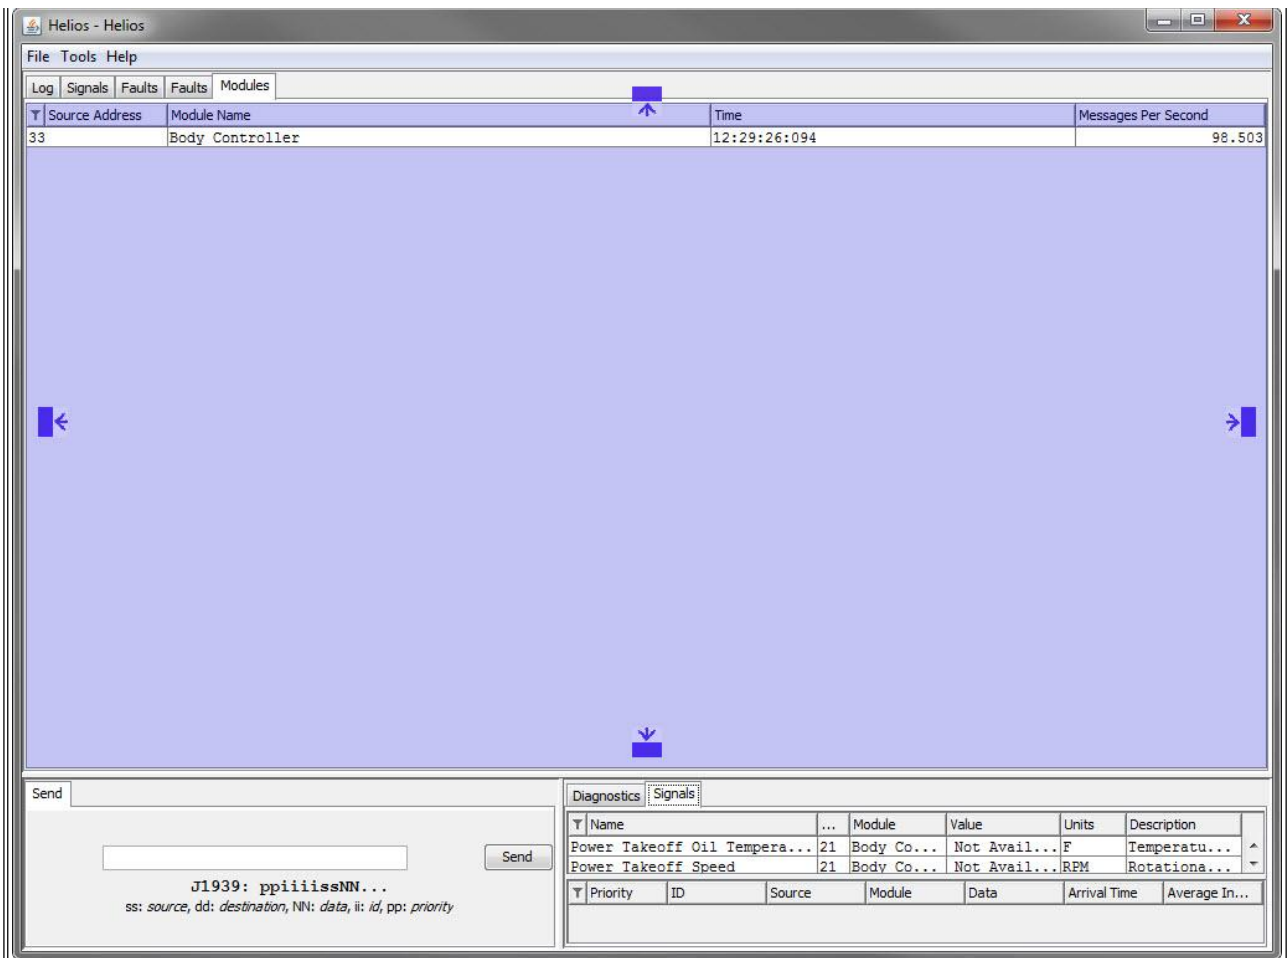 Helios - Helios
File Tools Help
Log Signals Faults Faults Modules
Source Address Module Name Time Messages Per Second
33 Body Controller 12:29:26:094 98.503
Send
Send
J1939: ppiiiissNN...
ss: source, dd: destination, NN: data, ii: id, pp: priority
Diagnostics Signals
Name ... Module Value Units Description
Power Takeoff Oil Tempera... 21 Body Co... Not Avail... F Temperatu...
Power Takeoff Speed 21 Body Co... Not Avail... RPM Rotationa...
Priority ID Source Module Data Arrival Time Average In...